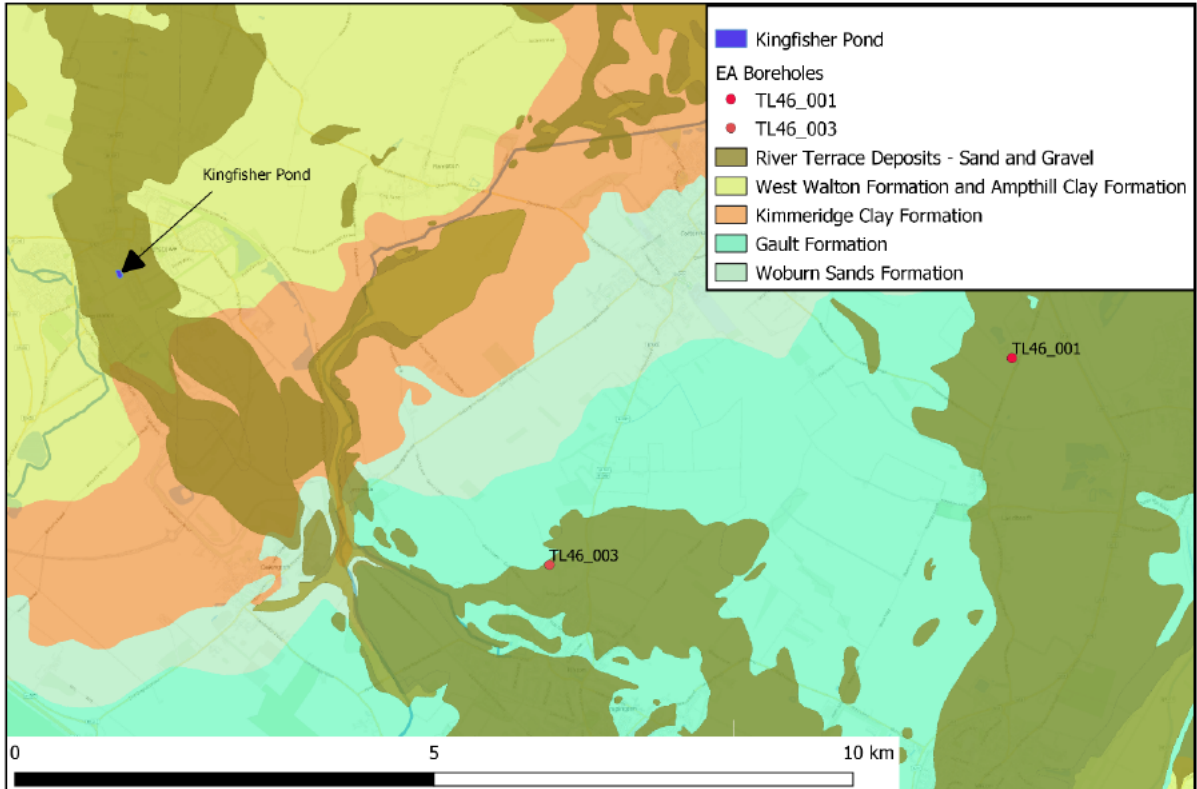 Kingfisher Pond
EA Boreholes
TL46_001
TL46_003
River Terrace Deposits - Sand and Gravel
West Walton Formation and Ampthill Clay Formation
Kimmeridge Clay Formation
Gault Formation
Woburn Sands Formation
Kingfisher Pond
TL46_001
TL46_003
0
5
10 km